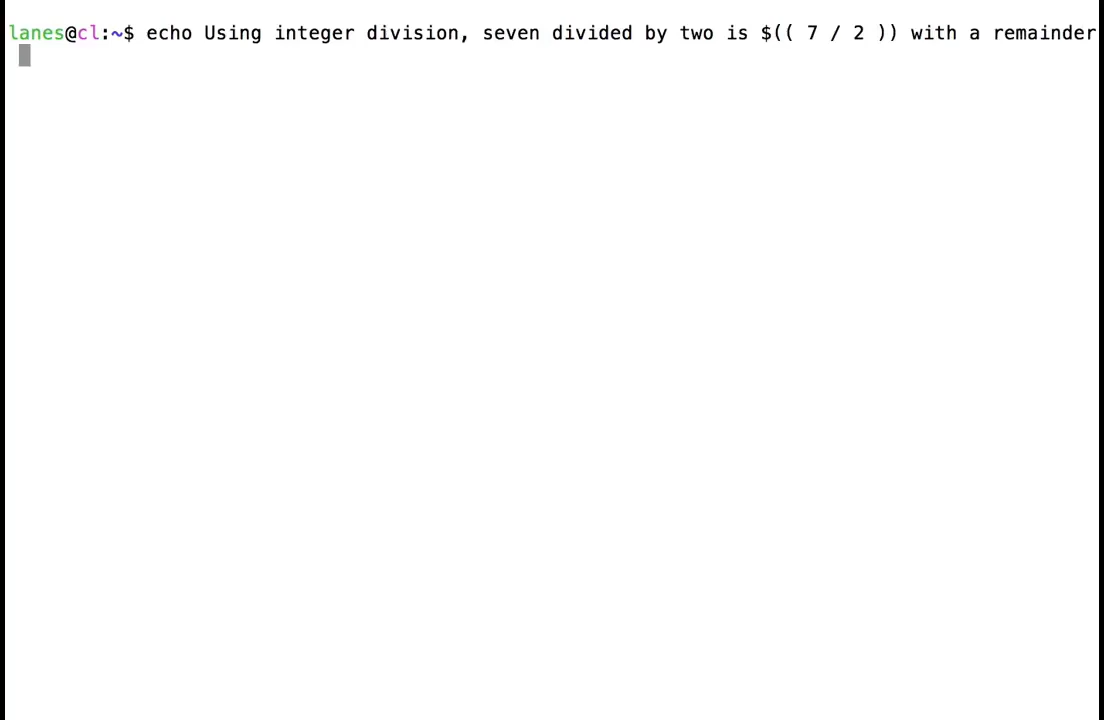 lanes@cl:~$ echo Using integer division, seven divided by two is $(( 7 / 2 )) with a remainder